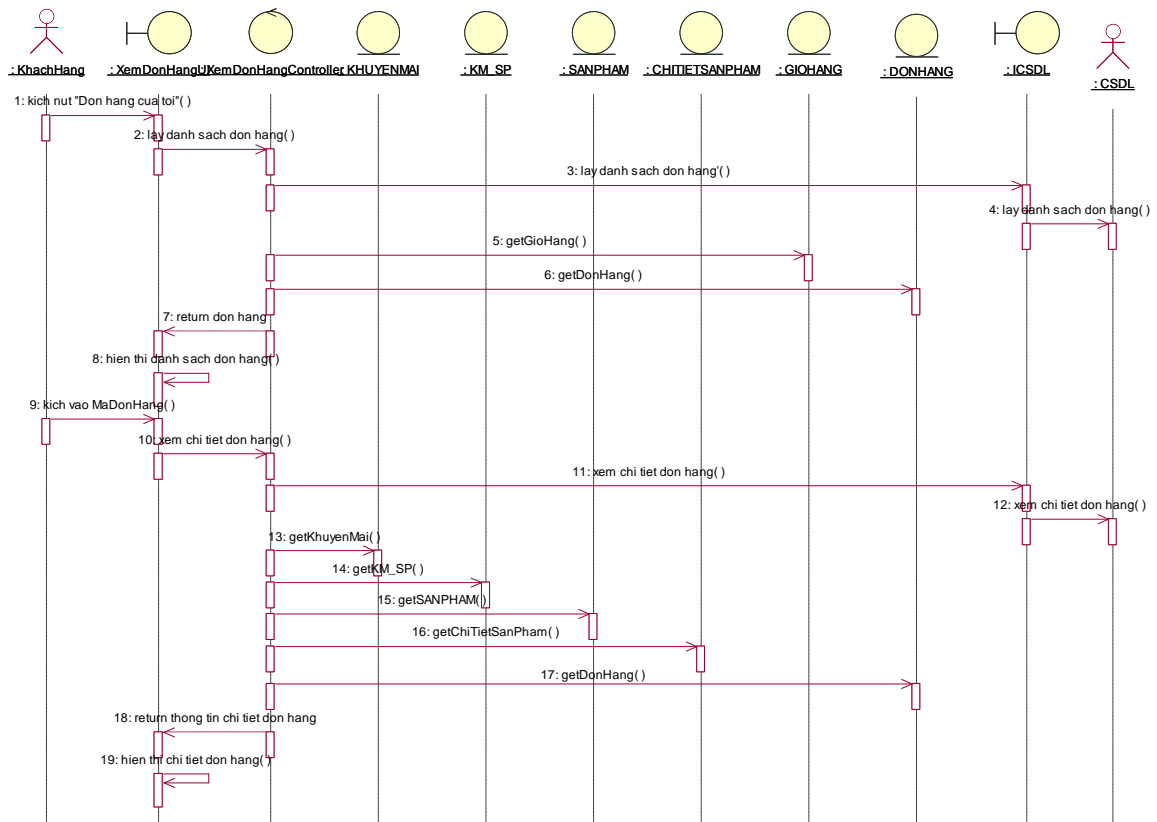 : KhachHang
: XemDonHangUI
: XemDonHangController
: KHUYENMAI
: KM_SP
: SANPHAM
: CHITIETSANPHAM
: GIOHANG
: DONHANG
: ICSDL
: CSDL
1: kich nut "Don hang cua toi"( )
2: lay danh sach don hang( )
3: lay danh sach don hang'( )
4: lay danh sach don hang( )
5: getGioHang( )
6: getDonHang( )
7: return don hang
8: hien thi danh sach don hang( )
9: kich vao MaDonHang( )
10: xem chi tiet don hang( )
11: xem chi tiet don hang( )
12: xem chi tiet don hang( )
13: getKhuyenMai( )
14: getKM_SP( )
15: getSANPHAM( )
16: getChiTietSanPham( )
17: getDonHang( )
18: return thong tin chi tiet don hang
19: hien thi chi tiet don hang( )